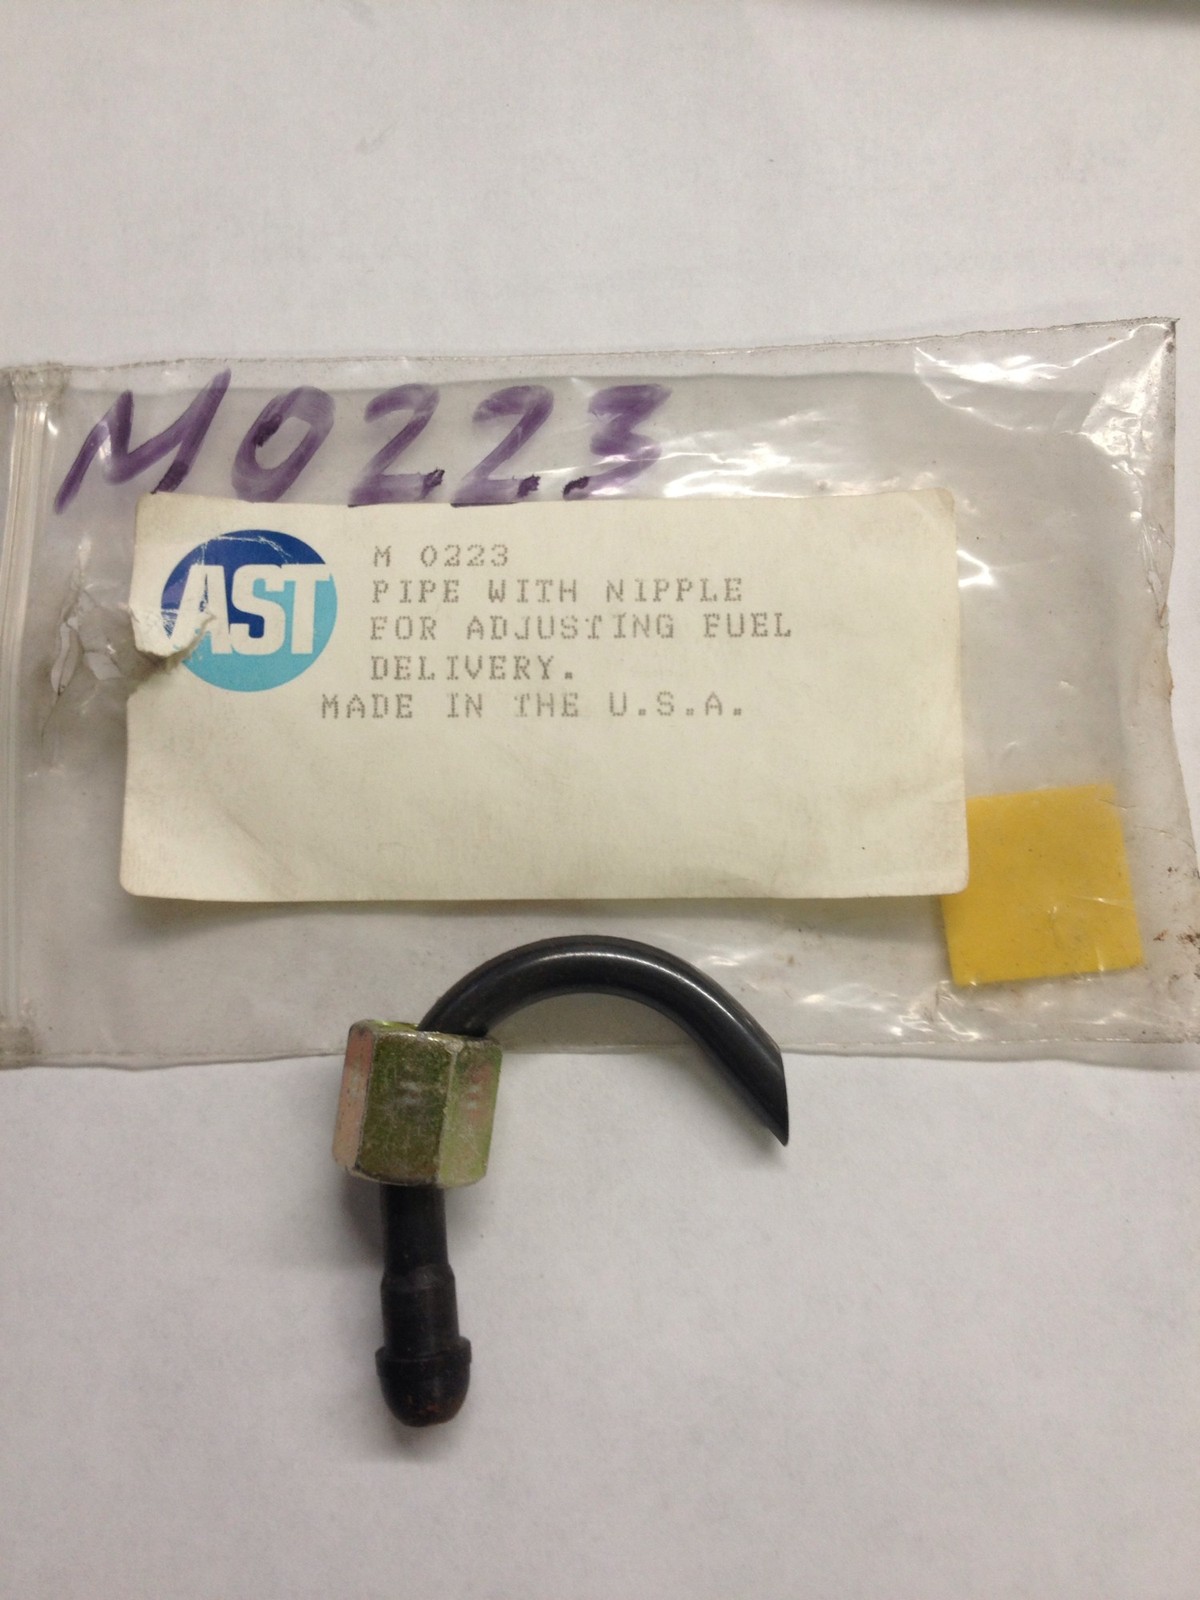 M0223
AST
M 0223
PIPE WITH NIPPLE
FOR ADJUSTING FUEL
DELIVERY.
MADE IN THE U.S.A.